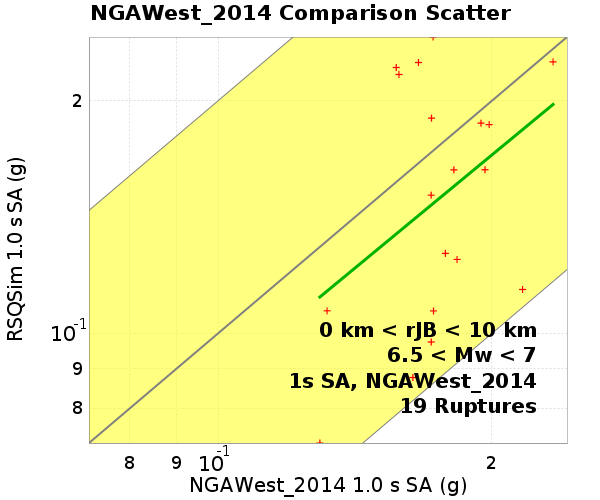 NGAWest_2014 Comparison Scatter
RSQSim 1.0 s SA (g)
2
10-1
9
8
0 km < rJB < 10 km
6.5 < Mw < 7
1s SA, NGAWest_2014
19 Ruptures
8 9 10-1 2
NGAWest_2014 1.0 s SA (g)